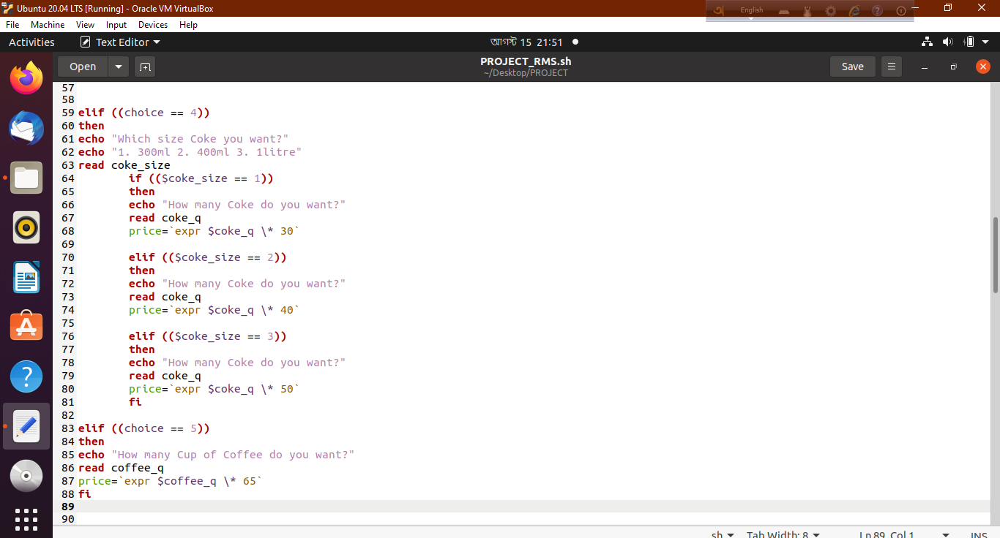 Ubuntu 20.04 LTS [Running] - Oracle VM VirtualBox
English
File Machine View Input Devices Help
Activities Text Editor আগস্ট 15 21:51
Open PROJECT_RMS.sh Save
~/Desktop/PROJECT
57
58
59 elif ((choice == 4))
60 then
61 echo "Which size Coke you want?"
62 echo "1. 300ml 2. 400ml 3. 1litre"
63 read coke_size
64 if (($coke_size == 1))
65 then
66 echo "How many Coke do you want?"
67 read coke_q
68 price=`expr $coke_q \* 30`
69
70 elif (($coke_size == 2))
71 then
72 echo "How many Coke do you want?"
73 read coke_q
74 price=`expr $coke_q \* 40`
75
76 elif (($coke_size == 3))
77 then
78 echo "How many Coke do you want?"
79 read coke_q
80 price=`expr $coke_q \* 50`
81 fi
82
83 elif ((choice == 5))
84 then
85 echo "How many Cup of Coffee do you want?"
86 read coffee_q
87 price=`expr $coffee_q \* 65`
88 fi
89
90
sh Tab Width: 8 Ln 89, Col 1 INS